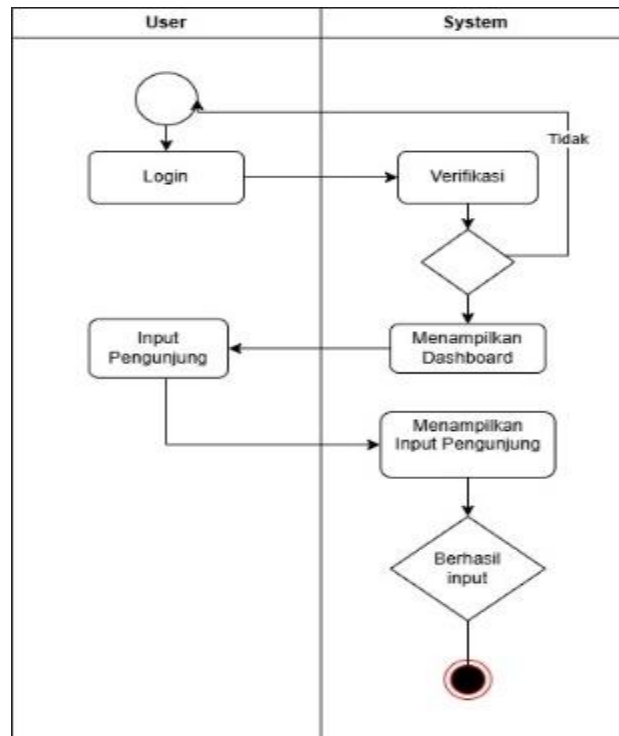 User
System
Tidak
Login
Verifikasi
Input
Pengunjung
Menampilkan
Dashboard
Menampilkan
Input Pengunjung
Berhasil
input